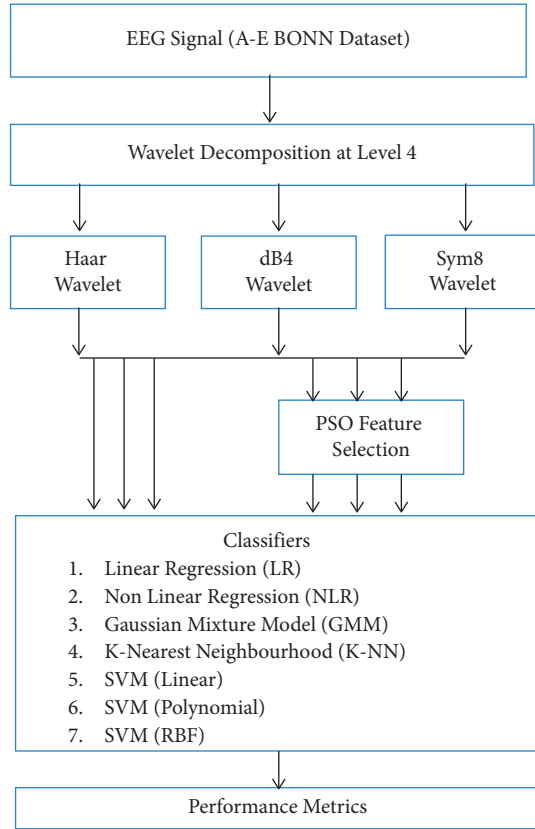 EEG Signal (A-E BONN Dataset)
Wavelet Decomposition at Level 4
Haar
Wavelet
dB4
Wavelet
Sym8
Wavelet
PSO Feature
Selection
Classifiers
1. Linear Regression (LR)
2. Non Linear Regression (NLR)
3. Gaussian Mixture Model (GMM)
4. K-Nearest Neighbourhood (K-NN)
5. SVM (Linear)
6. SVM (Polynomial)
7. SVM (RBF)
Performance Metrics